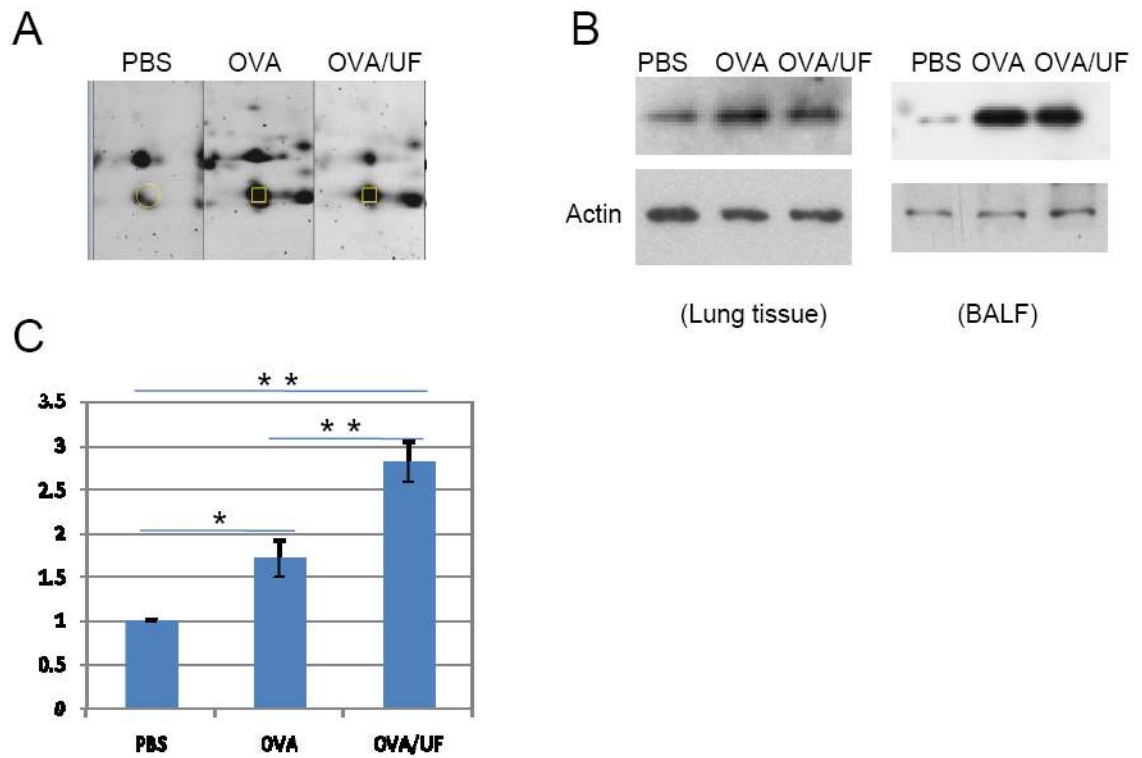 A
PBS OVA OVA/UF
B
PBS OVA OVA/UF
PBS OVA OVA/UF
Actin
(Lung tissue)
(BALF)
C
* *
3.5
* *
3
2.5
*
2
1.5
1
0.5
0
PBS OVA OVA/UF